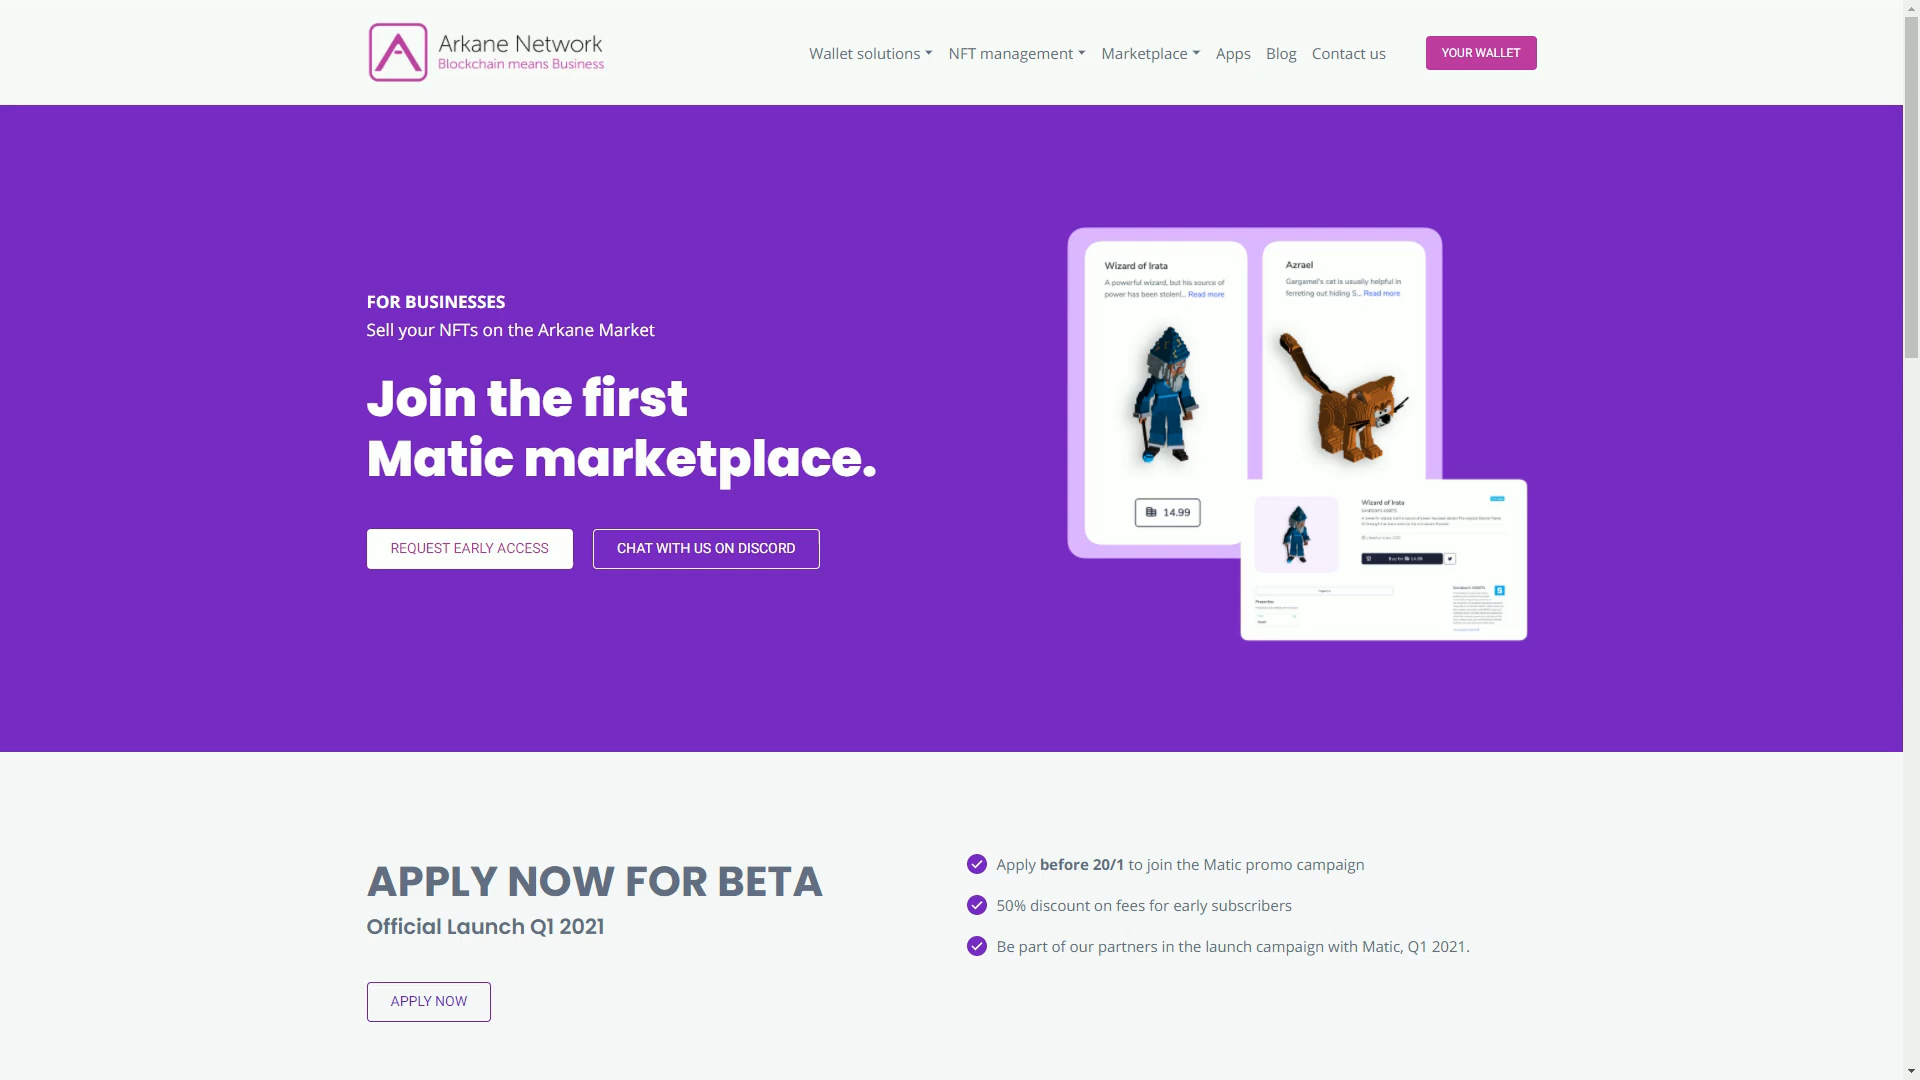 Arkane Network
Blockchain means Business
Wallet solutions
NFT management
Marketplace
Apps
Blog
Contact us
YOUR WALLET
FOR BUSINESSES
Sell your NFTs on the Arkane Market
Join the first
Matic marketplace.
REQUEST EARLY ACCESS
CHAT WITH US ON DISCORD
Wizard of Irata
A powerful wizard, but his source of
power has been stolen!... Read more
14.99
Azrael
Gargamel's cat is usually helpful in
ferreting out hiding S... Read more
Wizard of Irata
Buy for 14.99
Properties
APPLY NOW FOR BETA
Official Launch Q1 2021
APPLY NOW
Apply before 20/1 to join the Matic promo campaign
50% discount on fees for early subscribers
Be part of our partners in the launch campaign with Matic, Q1 2021.